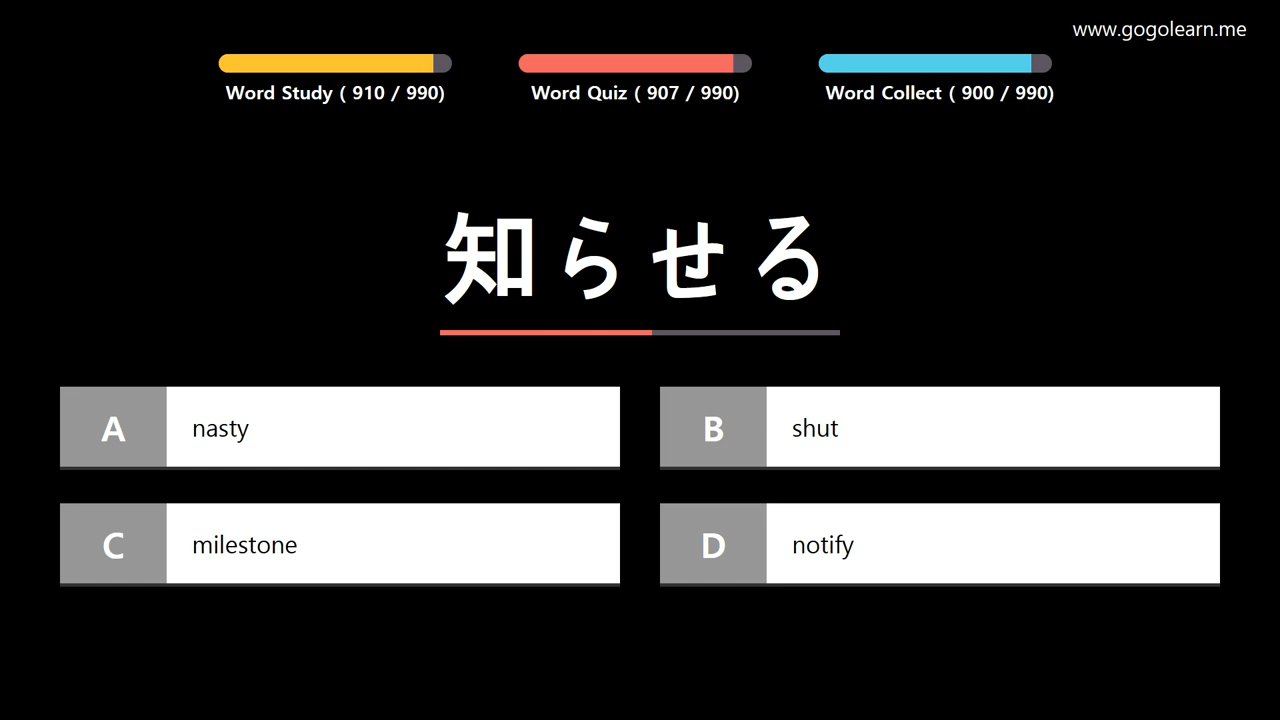 www.gogolearn.me
Word Study ( 910 / 990)
Word Quiz ( 907 / 990)
Word Collect ( 900 / 990)
知らせる
A nasty
B shut
C milestone
D notify